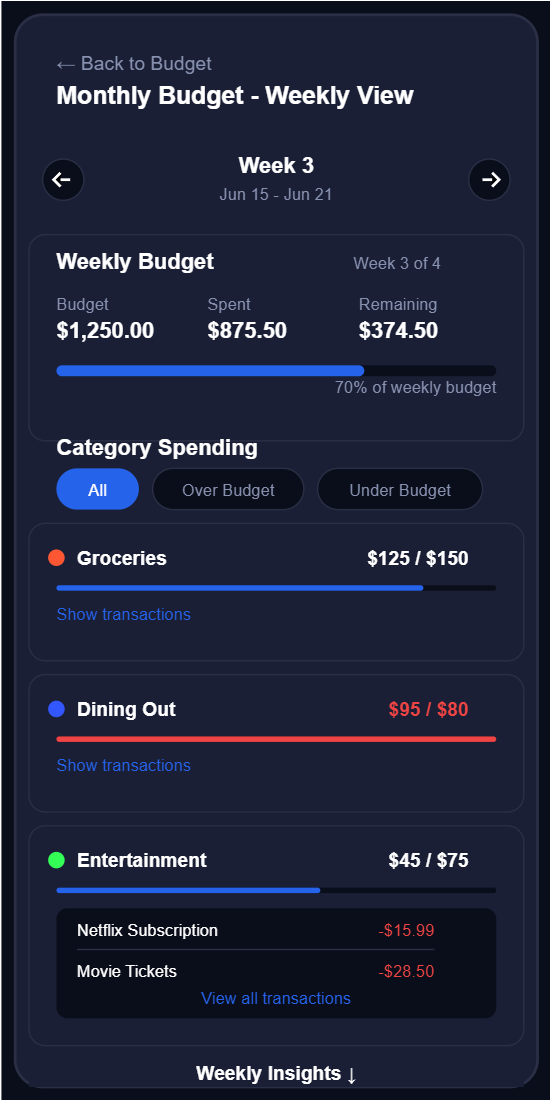 ← Back to Budget
Monthly Budget - Weekly View
Week 3
Jun 15 - Jun 21
Weekly Budget Week 3 of 4
Budget Spent Remaining
$1,250.00 $875.50 $374.50
70% of weekly budget
Category Spending
All Over Budget Under Budget
Groceries $125 / $150
Show transactions
Dining Out $95 / $80
Show transactions
Entertainment $45 / $75
Netflix Subscription -$15.99
Movie Tickets -$28.50
View all transactions
Weekly Insights ↓